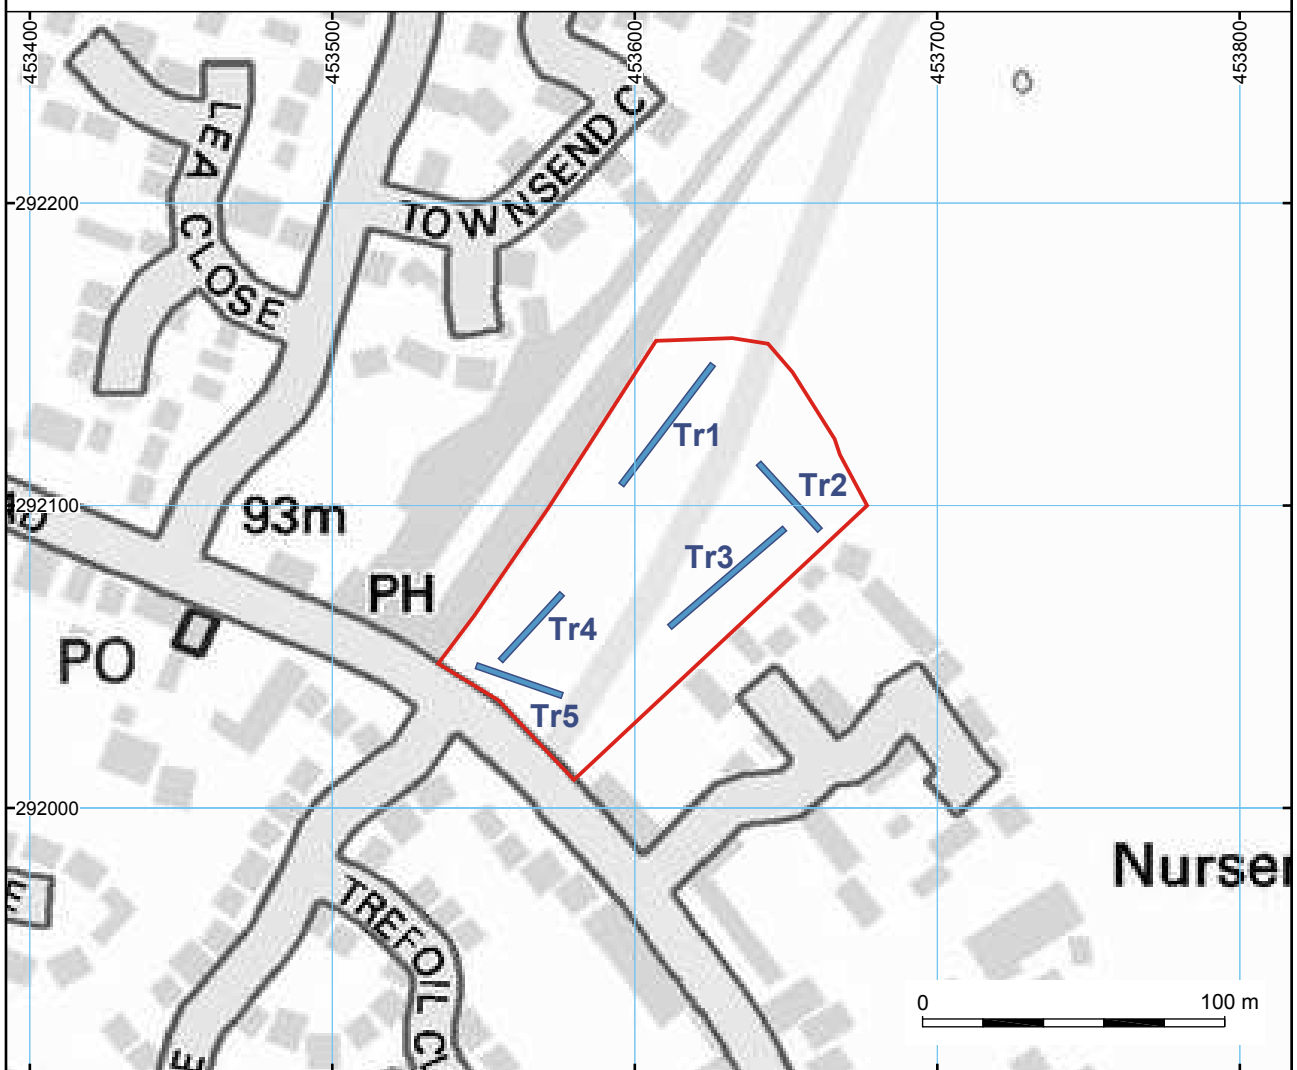 453400
453500
453600
453700
453800
LEA CLOSE
TOWNSEND C
292200
Tr1
Tr2
292100
93m
Tr3
PH
Tr4
PO
Tr5
292000
Nurser
TREFOIL
0 100 m
E